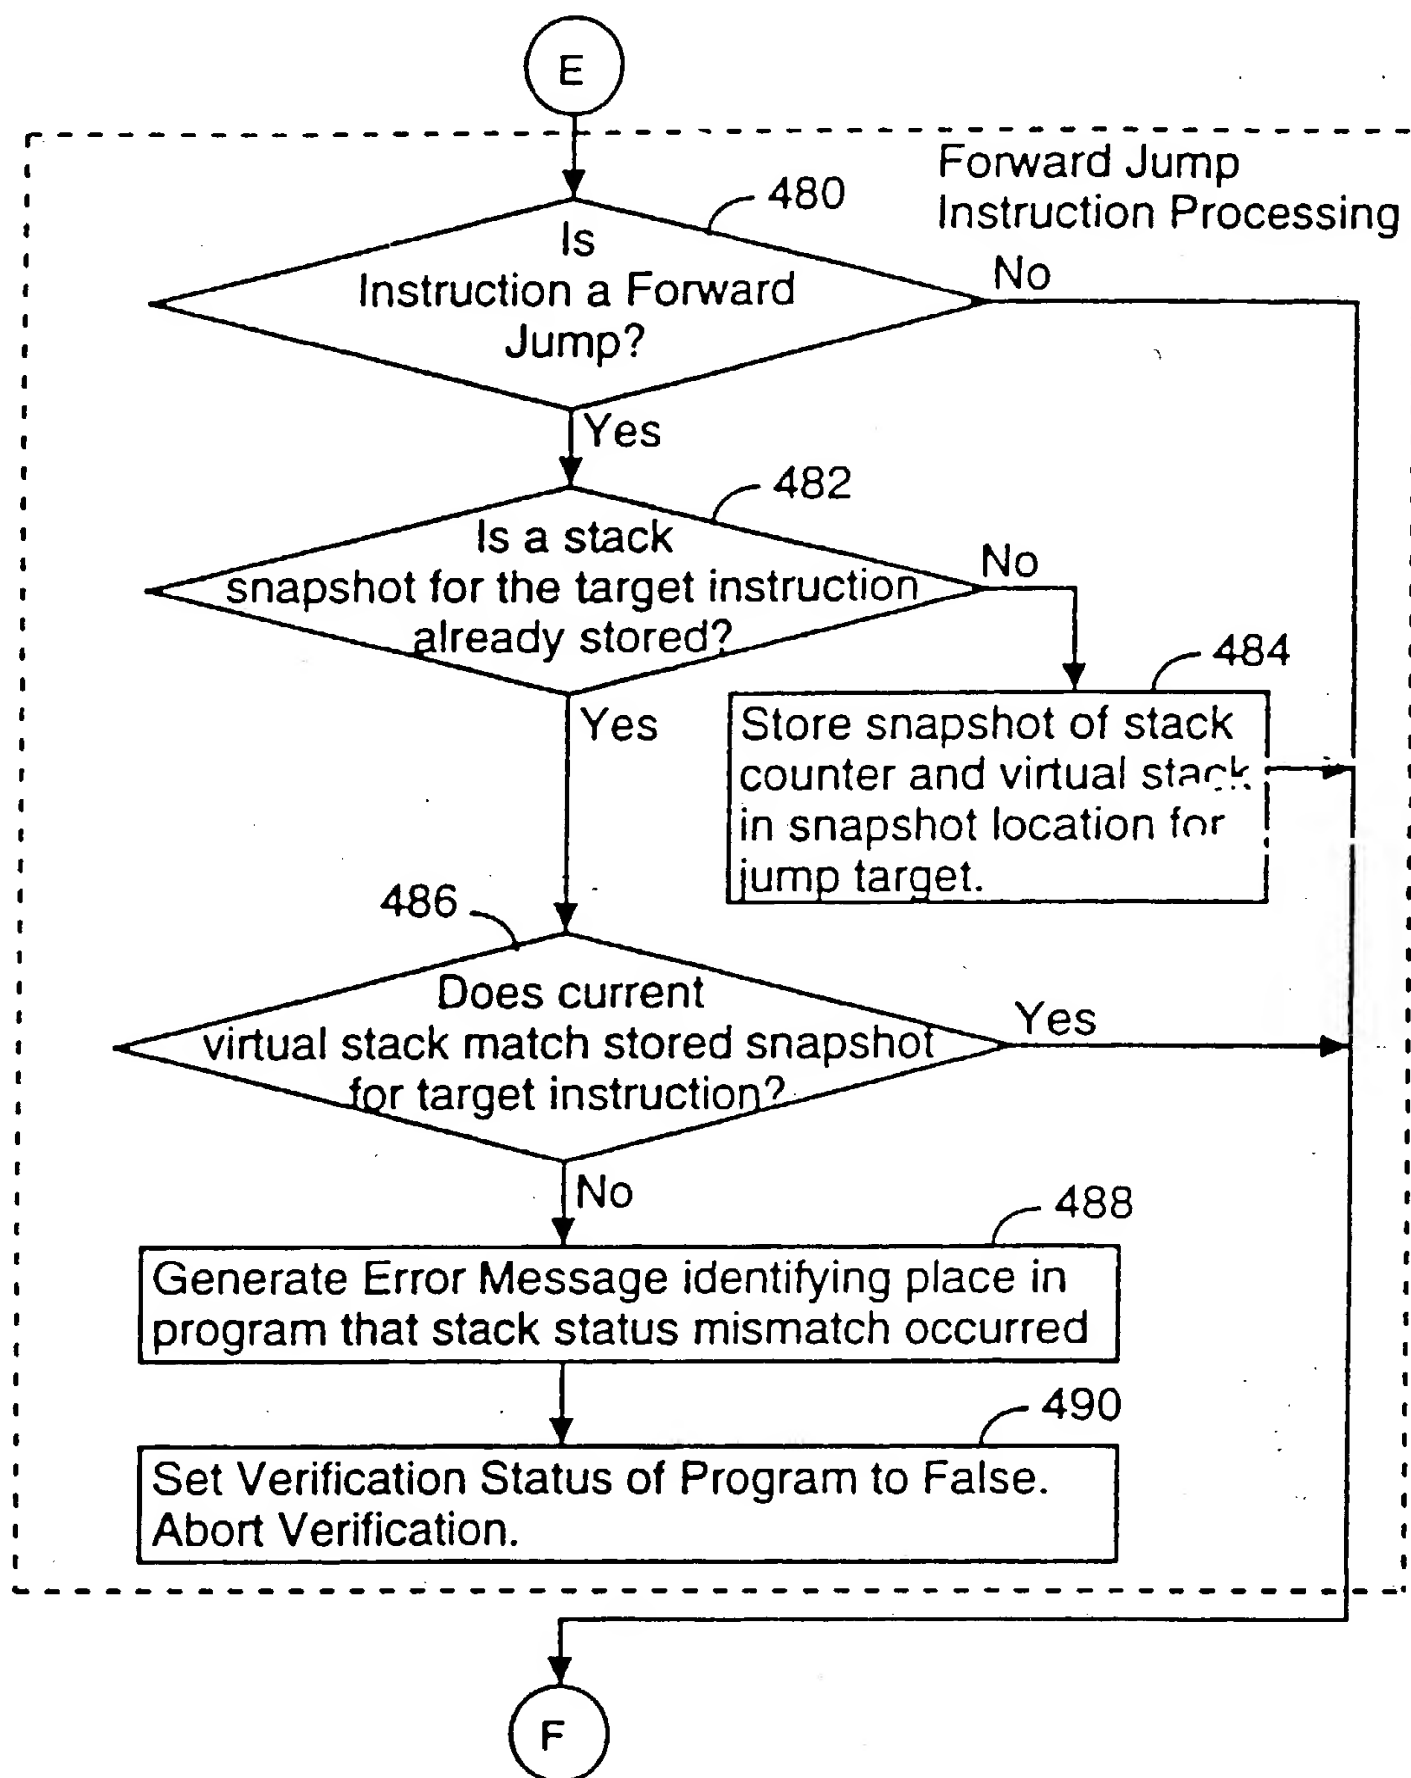 E
Forward Jump
Instruction Processing
480
Is
Instruction a Forward
Jump?
No
Yes
482
Is a stack
snapshot for the target instruction
already stored?
No
Yes
484
Store snapshot of stack
counter and virtual stack
in snapshot location for
jump target.
486
Does current
virtual stack match stored snapshot
for target instruction?
Yes
No
488
Generate Error Message identifying place in
program that stack status mismatch occurred
490
Set Verification Status of Program to False.
Abort Verification.
F